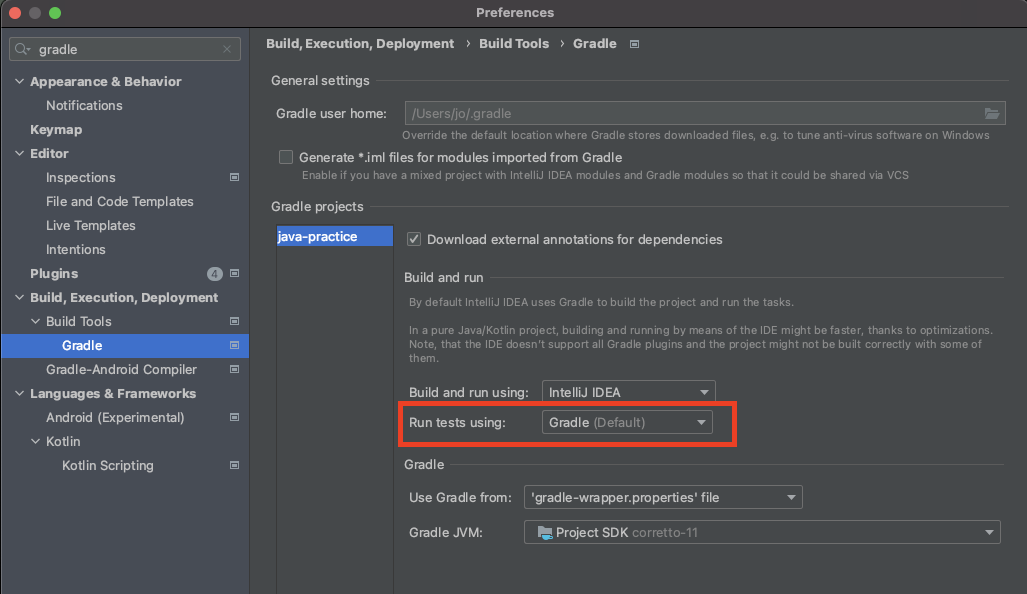 Preferences
gradle
Appearance & Behavior
Notifications
Keymap
Editor
Inspections
File and Code Templates
Live Templates
Intentions
Plugins 4
Build, Execution, Deployment
Build Tools
Gradle
Gradle-Android Compiler
Languages & Frameworks
Android (Experimental)
Kotlin
Kotlin Scripting
Build, Execution, Deployment › Build Tools › Gradle
General settings
Gradle user home: /Users/jo/.gradle
Override the default location where Gradle stores downloaded files, e.g. to tune anti-virus software on Windows
Generate *.iml files for modules imported from Gradle
Enable if you have a mixed project with IntelliJ IDEA modules and Gradle modules so that it could be shared via VCS
Gradle projects
java-practice
Download external annotations for dependencies
Build and run
By default IntelliJ IDEA uses Gradle to build the project and run the tasks.
In a pure Java/Kotlin project, building and running by means of the IDE might be faster, thanks to optimizations.
Note, that the IDE doesn't support all Gradle plugins and the project might not be built correctly with some of
them.
Build and run using: IntelliJ IDEA
Run tests using: Gradle (Default)
Gradle
Use Gradle from: 'gradle-wrapper.properties' file
Gradle JVM: Project SDK corretto-11